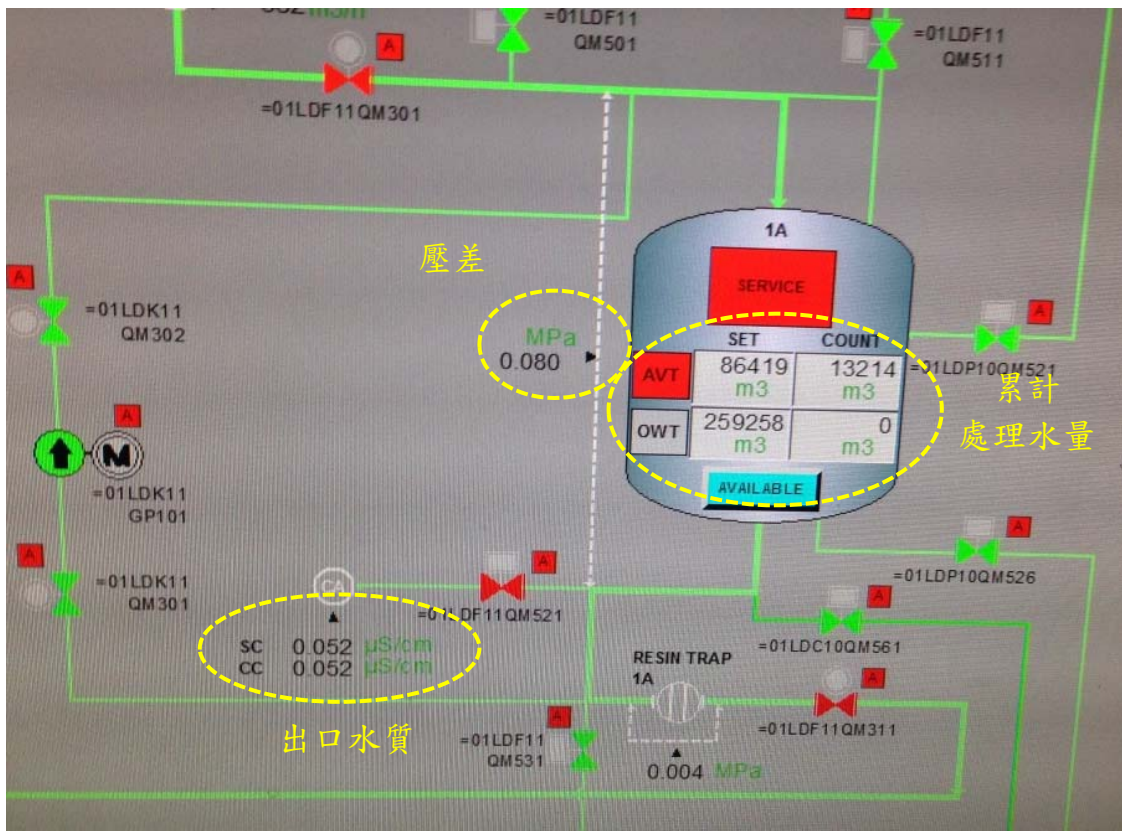 m3/h
A
=01LDF11
QM501
A
=01LDF11
QM511
=01LDF11QM301
1A
SERVICE
壓差
MPa
0.080
SET COUNT
AVT 86419 m3 13214 m3
OWT 259258 m3 0 m3
AVAILABLE
A
=01LDP10QM521
累計
處理水量
A
=01LDK11
QM302
A
M
=01LDK11
GP101
A
=01LDK11
QM301
CA
A
=01LDF11QM521
SC 0.052 µS/cm
CC 0.052 µS/cm
出口水質
A
=01LDP10QM526
A
=01LDC10QM561
RESIN TRAP
1A
A
=01LDF11QM311
A
=01LDF11
QM531
0.004 MPa